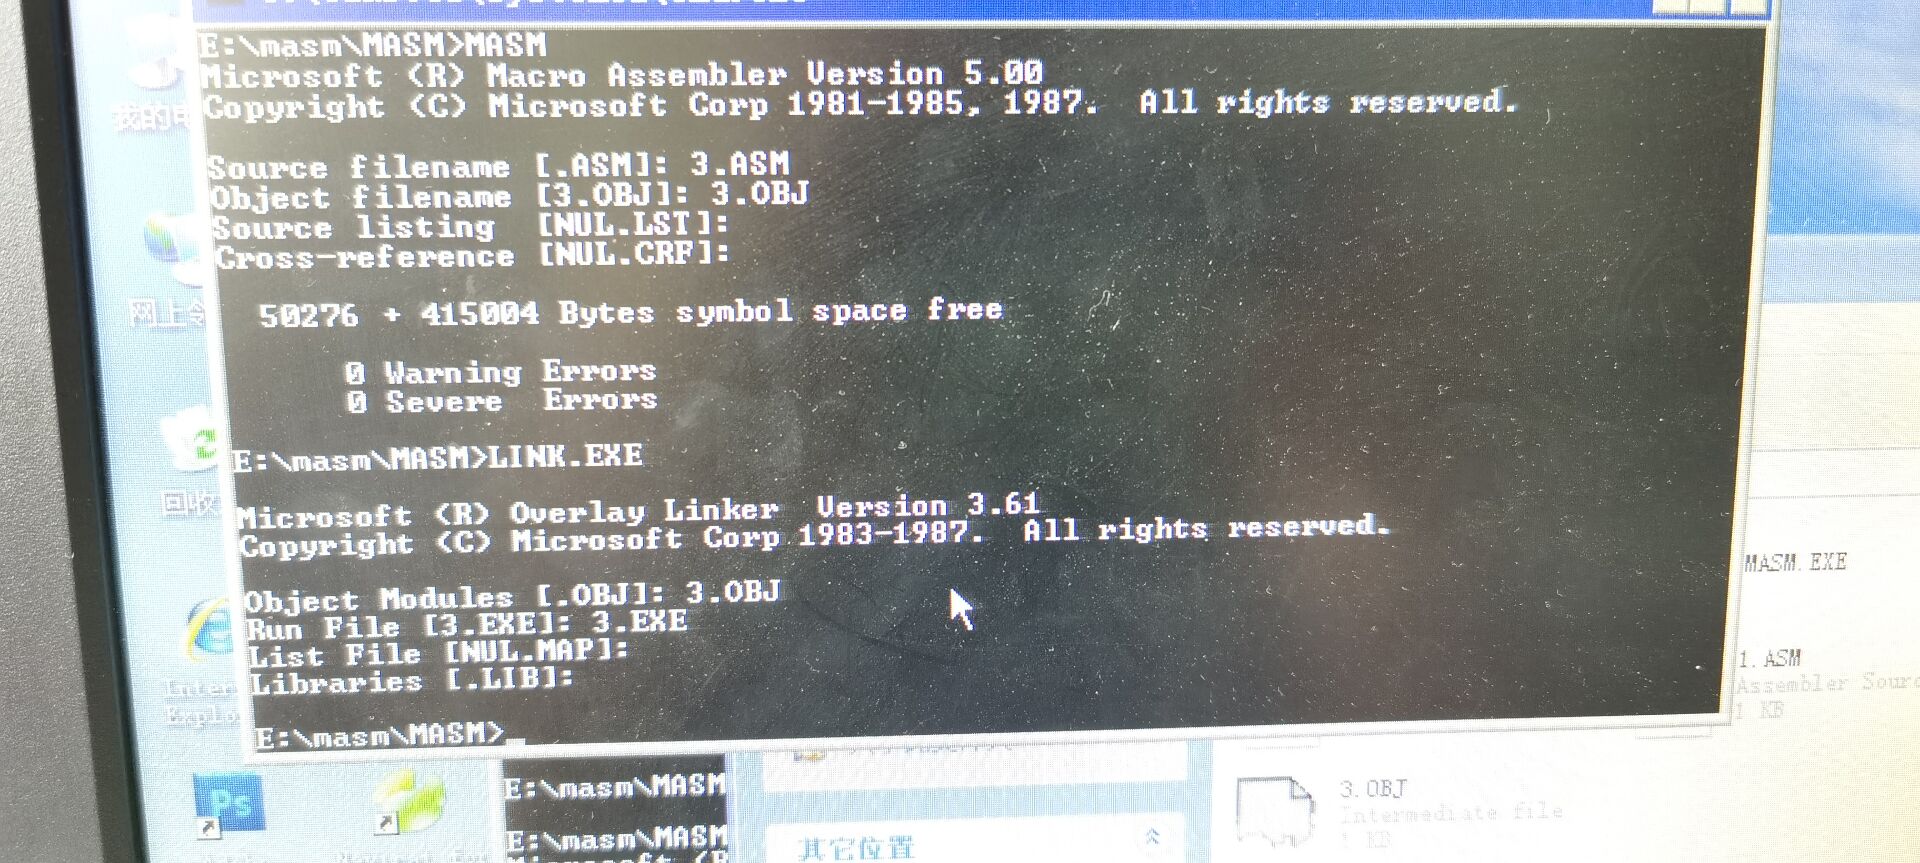 E:\masm\MASM>MASM
Microsoft (R) Macro Assembler Version 5.00
Copyright (C) Microsoft Corp 1981-1985, 1987.  All rights reserved.
Source filename [.ASM]: 3.ASM
Object filename [3.OBJ]: 3.OBJ
Source listing  [NUL.LST]:
Cross-reference [NUL.CRF]:
50276 + 415004 Bytes symbol space free
0 Warning Errors
0 Severe  Errors
E:\masm\MASM>LINK.EXE
Microsoft (R) Overlay Linker  Version 3.61
Copyright (C) Microsoft Corp 1983-1987.  All rights reserved.
Object Modules [.OBJ]: 3.OBJ
Run File [3.EXE]: 3.EXE
List File [NUL.MAP]:
Libraries [.LIB]:
E:\masm\MASM>_
我的电
网上邻
回收
Inter
Explo
Ps
E:\masm\MASM
E:\masm\MASM
其它位置
MASM.EXE
1.ASM
Assembler Sourc
1 KB
3.OBJ
Intermediate file
1 KB